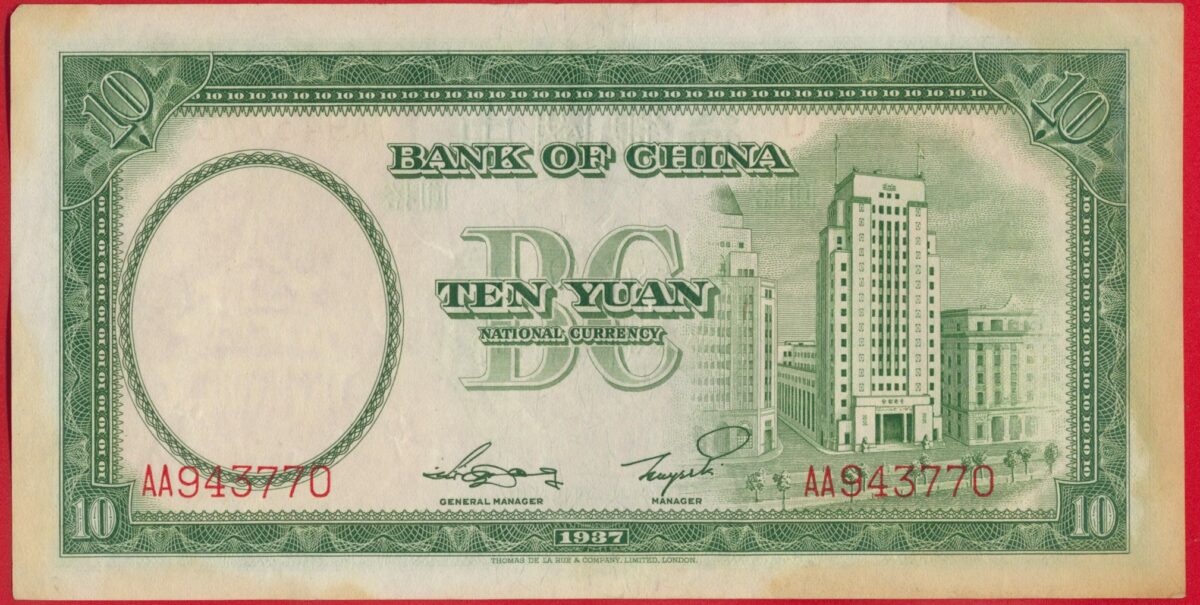 10 10
BANK OF CHINA
BC
TEN YUAN
NATIONAL CURRENCY
AA943770 AA943770
GENERAL MANAGER MANAGER
10 1937 10
THOMAS DE LA RUE & COMPANY, LIMITED, LONDON.